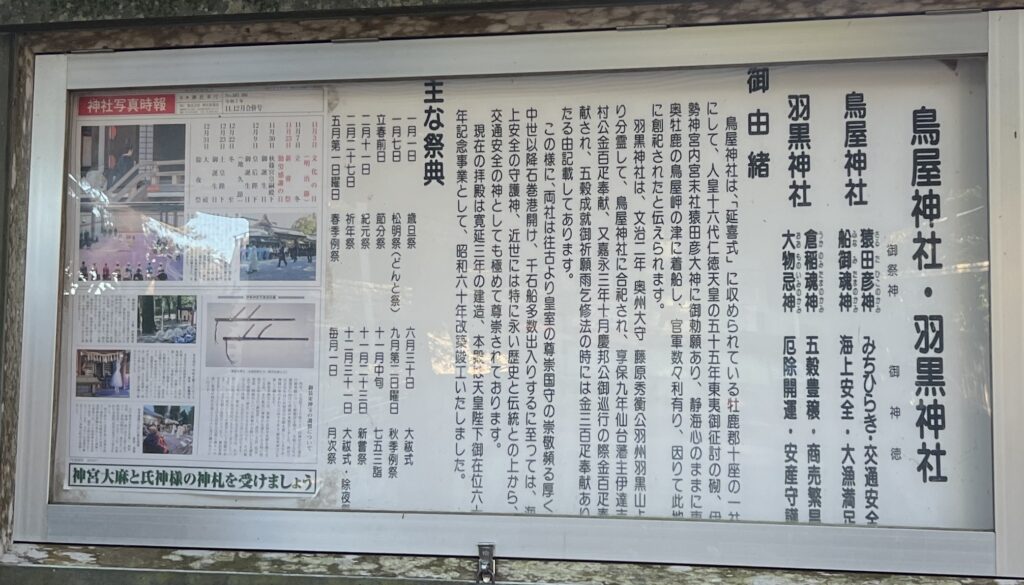 鳥屋神社・羽黒神社
御祭神 御神徳
鳥屋神社 猿田彦神 みちひらき・交通安全
船御魂神 海上安全・大漁満足
羽黒神社 倉稲魂神 五穀豊穣・商売繁昌
大物忌神 厄除開運・安産守護
御由緒
鳥屋神社は、「延喜式」に収められている牡鹿郡十座の一社
にして、人皇十六代仁徳天皇の五十五年東夷御征討の砌、伊
勢神宮内宮末社猿田彦大神に御勅願あり、静海心のままに東
奥牡鹿の鳥屋岬の津に着船し、官軍数々利有り、因りて此地
に創祀されたと伝えられます。
羽黒神社は、文治二年 奥州大守 藤原秀衡公羽州羽黒山よ
り分霊して、鳥屋神社に合祀され、享保九年仙台藩主伊達吉
村公金百疋奉献、又嘉永三年十月慶邦公御巡行の際金百疋奉
献され、五穀成就御祈願雨乞修法の時には金三百疋奉献あり
たる由記載してあります。
この様に、両社は往古より皇室の尊崇国守の崇敬頗る厚く
中世以降石巻港開け、千石船多数出入りするに至つては、海
上安全の守護神、近世には特に永い歴史と伝統との上から、
交通安全の神としても極めて尊崇されております。
現在の拝殿は寛延三年の建造、本殿は天皇陛下御在位六十
年記念事業として、昭和六十年改築竣工いたしました。
主な祭典
一月一日 歳旦祭
一月七日 松明祭(どんと祭)
立春前日 節分祭
二月十一日 紀元祭
二月二十七日 祈年祭
五月第一日曜日 春季例祭
六月三十日 大祓式
九月第二日曜日 秋季例祭
十一月中旬 七五三詣
十一月二十三日 新嘗祭
十二月三十一日 大祓式・除夜祭
毎月一日 月次祭
神社写真時報
11.12月合併号
神宮大麻と氏神様の神札を受けましょう